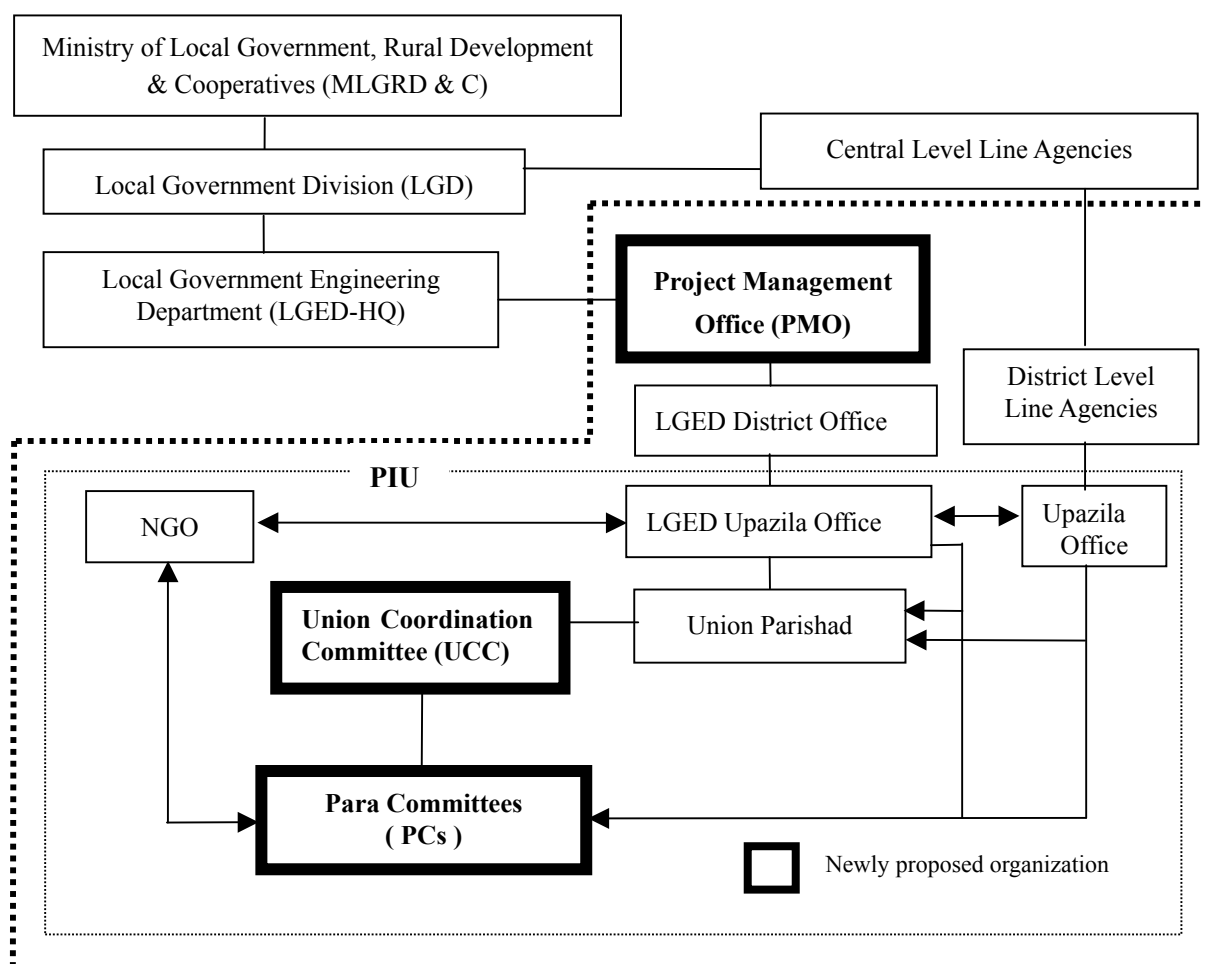 Ministry of Local Government, Rural Development
& Cooperatives (MLGRD & C)
Central Level Line Agencies
Local Government Division (LGD)
Local Government Engineering
Department (LGED-HQ)
Project Management
Office (PMO)
District Level
Line Agencies
LGED District Office
PIU
NGO
LGED Upazila Office
Upazila
Office
Union Coordination
Committee (UCC)
Union Parishad
Para Committees
( PCs )
Newly proposed organization